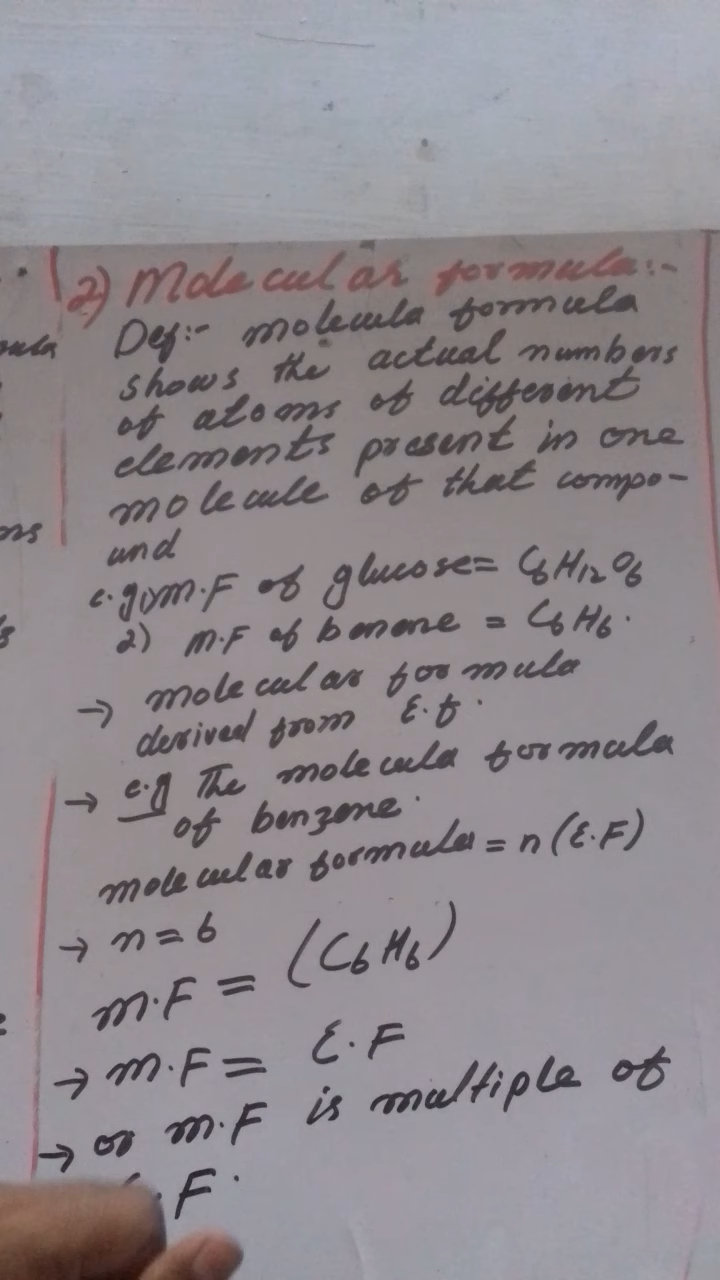 2) Molecular formula:-
Def:- molecula formula
shows the actual numbers
of atoms of different
elements present in one
molecule of that compo-
und
e.g 1) M.F of glucose = C6H12O6
2) M.F of benene = C6H6.
→ molecular formula
derived from E.f.
→ e.g The molecula formula
of benzene.
molecular formula = n (E.F)
→ n = 6
M.F = (C6H6)
→ M.F = E.F
→ or M.F is multiple of
.F.